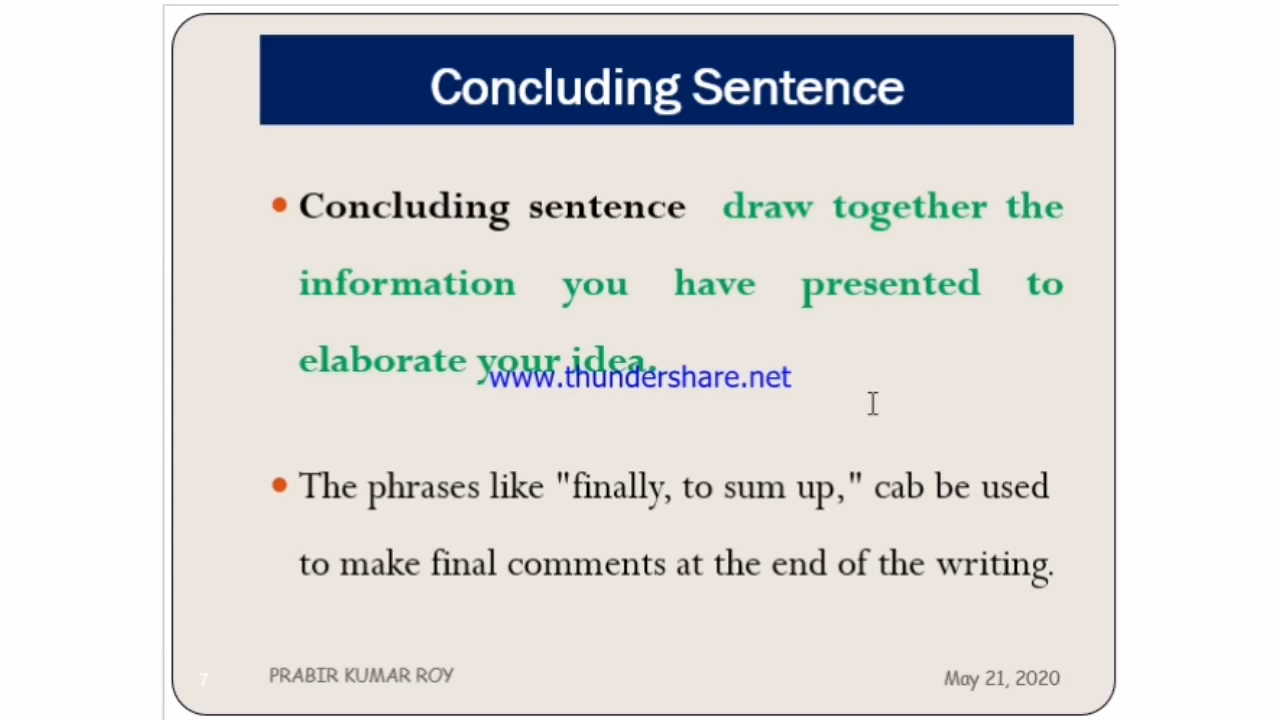 Concluding Sentence
• Concluding sentence draw together the
information you have presented to
elaborate your idea.
www.thundershare.net
• The phrases like "finally, to sum up," cab be used
to make final comments at the end of the writing.
7 PRABIR KUMAR ROY May 21, 2020